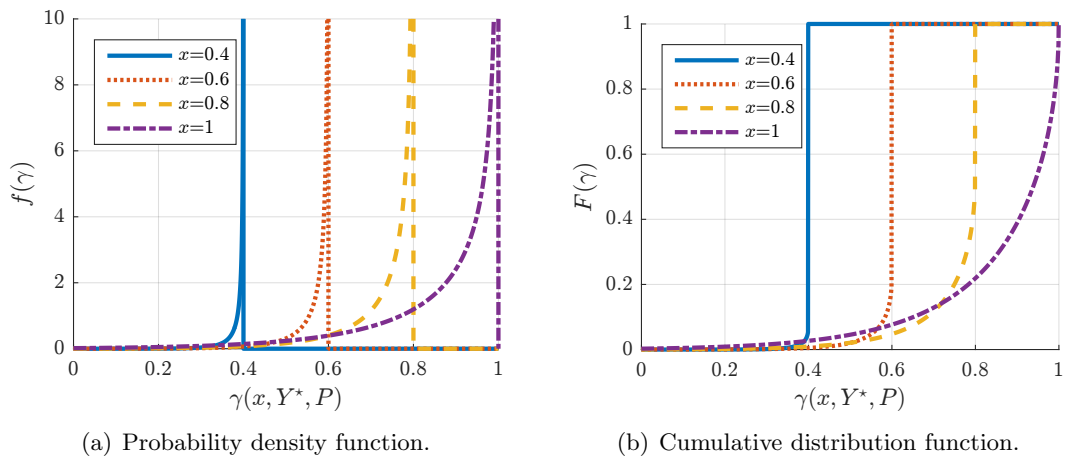 10
8
6
4
2
0
f(γ)
x=0.4
x=0.6
x=0.8
x=1
0 0.2 0.4 0.6 0.8 1
γ(x, Y⋆, P)
(a) Probability density function.
1
0.8
0.6
0.4
0.2
0
F(γ)
x=0.4
x=0.6
x=0.8
x=1
0 0.2 0.4 0.6 0.8 1
γ(x, Y⋆, P)
(b) Cumulative distribution function.